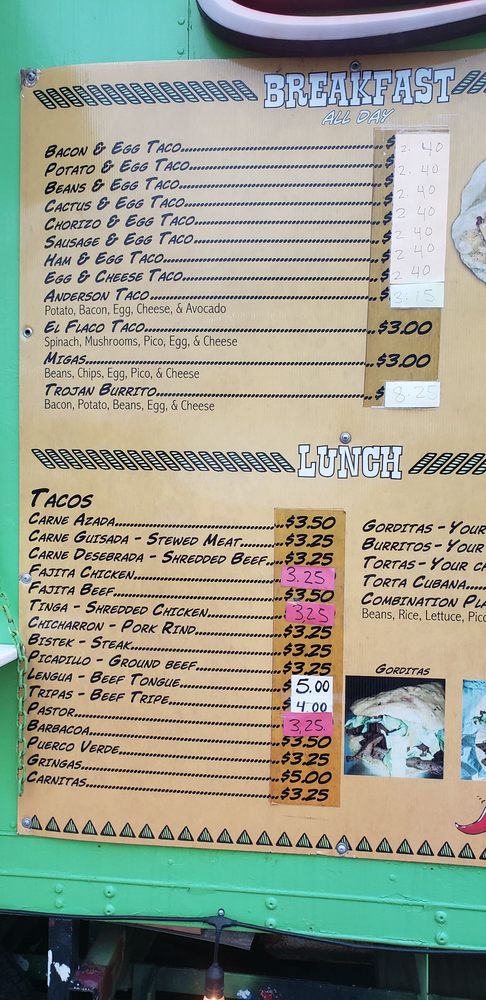 BREAKFAST
ALL DAY
BACON & EGG TACO $2.40
POTATO & EGG TACO 2.40
BEANS & EGG TACO 2.40
CACTUS & EGG TACO 2 40
CHORIZO & EGG TACO 2 40
SAUSAGE & EGG TACO 2 40
HAM & EGG TACO 2 40
EGG & CHEESE TACO $2 40
ANDERSON TACO $3.15
Potato, Bacon, Egg, Cheese, & Avocado
EL FLACO TACO $3.00
Spinach, Mushrooms, Pico, Egg, & Cheese
MIGAS $3.00
Beans, Chips, Egg, Pico, & Cheese
TROJAN BURRITO $8.25
Bacon, Potato, Beans, Egg, & Cheese
LUNCH
TACOS
CARNE AZADA $3.50
CARNE GUISADA - STEWED MEAT $3.25
CARNE DESEBRADA - SHREDDED BEEF $3.25
FAJITA CHICKEN 3.25
FAJITA BEEF $3.50
TINGA - SHREDDED CHICKEN 3.25
CHICHARRON - PORK RIND $3.25
BISTEK - STEAK $3.25
PICADILLO - GROUND BEEF $3.25
LENGUA - BEEF TONGUE $5.00
TRIPAS - BEEF TRIPE 4.00
PASTOR 3.25
BARBACOA $3.50
PUERCO VERDE $3.25
GRINGAS $5.00
CARNITAS $3.25
GORDITAS - YOUR
BURRITOS - YOUR
TORTAS - YOUR
TORTA CUBANA
COMBINATION
Beans, Rice, Lettuce,
GORDITAS